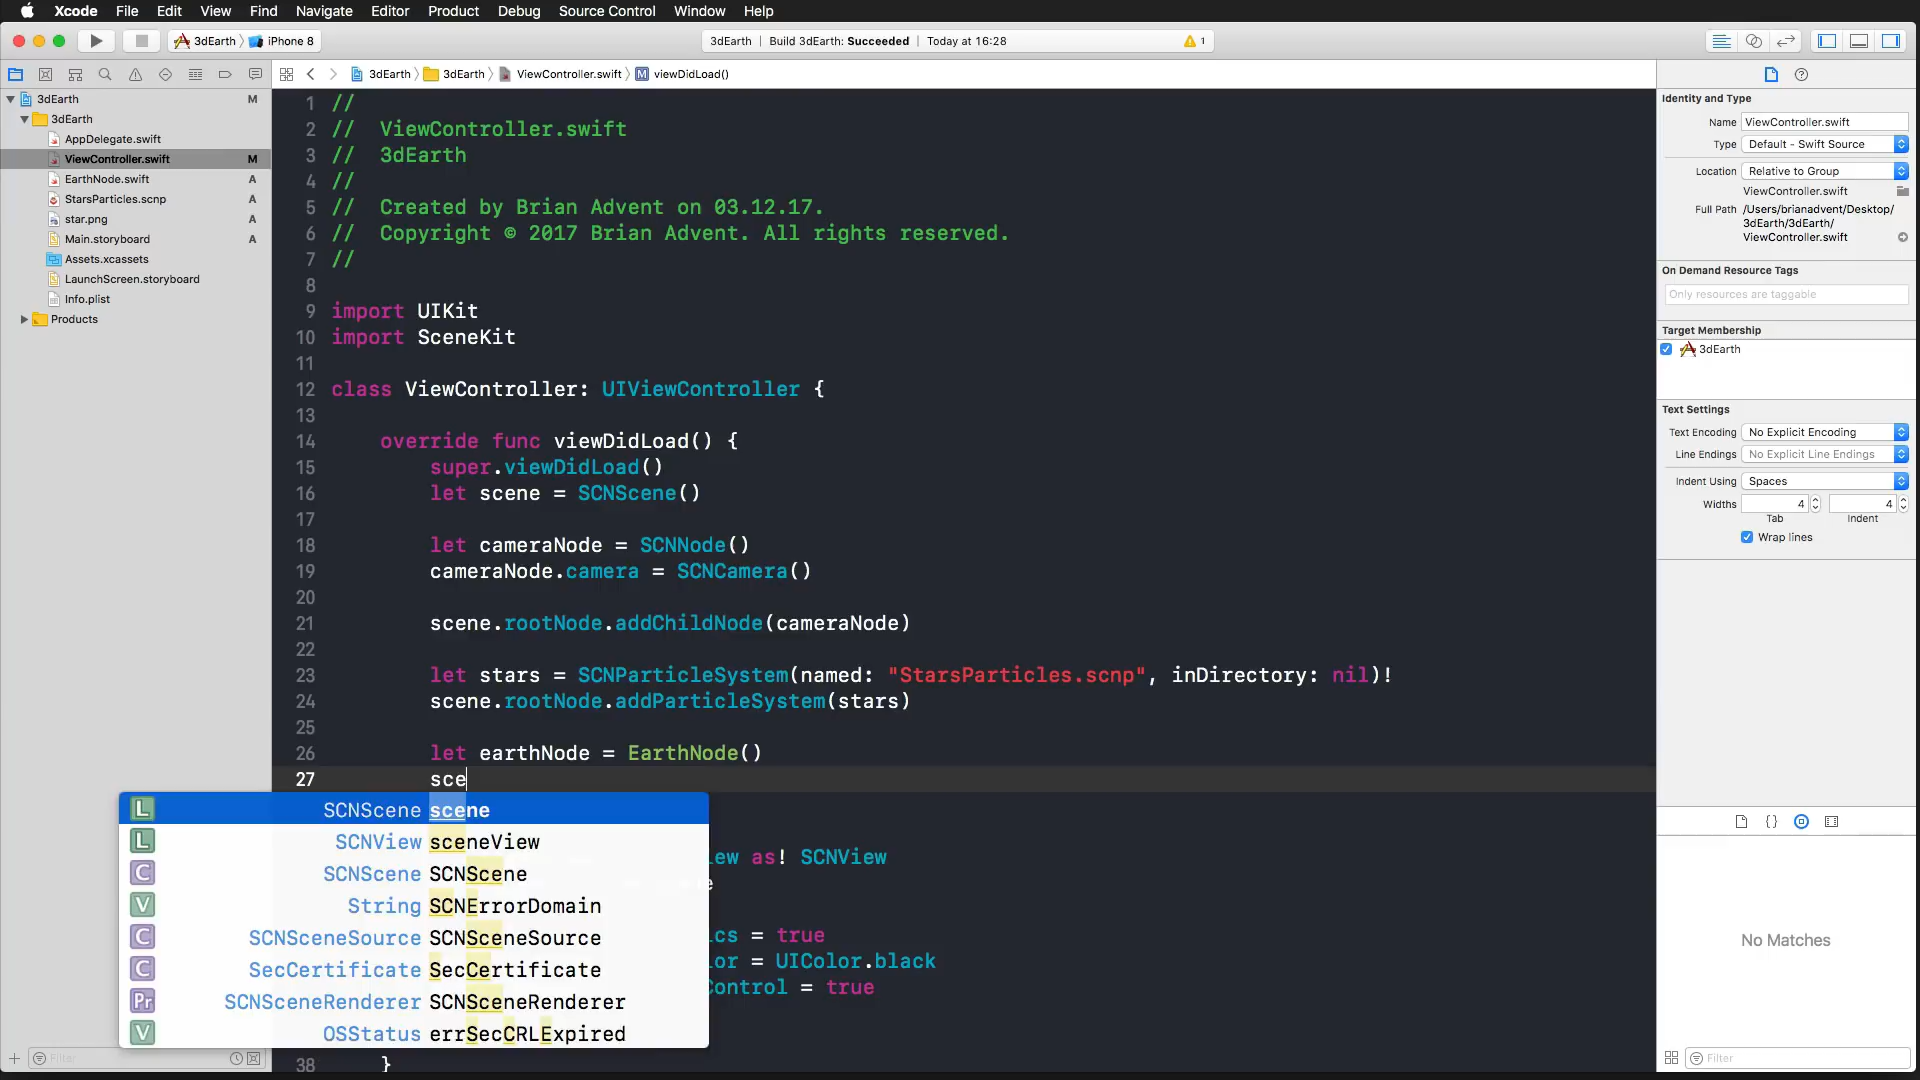 Xcode File Edit View Find Navigate Editor Product Debug Source Control Window Help
3dEarth iPhone 8
3dEarth | Build 3dEarth: Succeeded | Today at 16:28
1
3dEarth 3dEarth ViewController.swift M viewDidLoad()
3dEarth M
3dEarth
AppDelegate.swift
ViewController.swift M
EarthNode.swift A
StarsParticles.scnp A
star.png A
Main.storyboard A
Assets.xcassets
LaunchScreen.storyboard
Info.plist
Products
Filter
1 //
2 // ViewController.swift
3 // 3dEarth
4 //
5 // Created by Brian Advent on 03.12.17.
6 // Copyright © 2017 Brian Advent. All rights reserved.
7 //
8
9 import UIKit
10 import SceneKit
11
12 class ViewController: UIViewController {
13
14 override func viewDidLoad() {
15 super.viewDidLoad()
16 let scene = SCNScene()
17
18 let cameraNode = SCNNode()
19 cameraNode.camera = SCNCamera()
20
21 scene.rootNode.addChildNode(cameraNode)
22
23 let stars = SCNParticleSystem(named: "StarsParticles.scnp", inDirectory: nil)!
24 scene.rootNode.addParticleSystem(stars)
25
26 let earthNode = EarthNode()
27 sce
L SCNScene scene
L SCNView sceneView
C SCNScene SCNScene
V String SCNErrorDomain
C SCNSceneSource SCNSceneSource
C SecCertificate SecCertificate
Pr SCNSceneRenderer SCNSceneRenderer
V OSStatus errSecCRLExpired
ew as! SCNView
e
cs = true
or = UIColor.black
Control = true
38 }
Identity and Type
Name ViewController.swift
Type Default - Swift Source
Location Relative to Group
ViewController.swift
Full Path /Users/brianadvent/Desktop/
3dEarth/3dEarth/
ViewController.swift
On Demand Resource Tags
Only resources are taggable
Target Membership
3dEarth
Text Settings
Text Encoding No Explicit Encoding
Line Endings No Explicit Line Endings
Indent Using Spaces
Widths 4 4
Tab Indent
Wrap lines
{}
No Matches
Filter